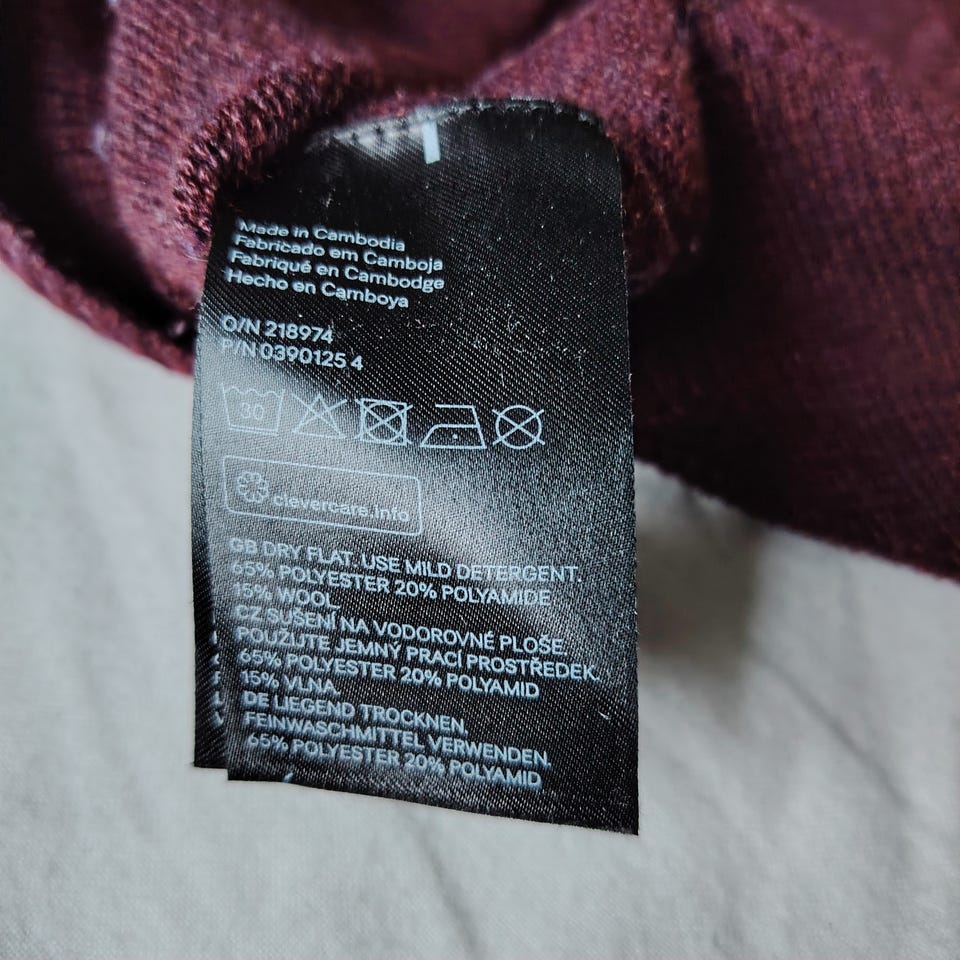 Made in Cambodia
Fabricado em Camboja
Fabriqué en Cambodge
Hecho en Camboya
O/N 218974
P/N 0390125 4
30
clevercare.info
GB DRY FLAT. USE MILD DETERGENT.
65% POLYESTER 20% POLYAMIDE
15% WOOL.
CZ SUŠENÍ NA VODOROVNÉ PLOŠE.
POUŽIJTE JEMNÝ PRACÍ PROSTŘEDEK.
65% POLYESTER 20% POLYAMID
15% VLNA.
DE LIEGEND TROCKNEN.
FEINWASCHMITTEL VERWENDEN.
65% POLYESTER 20% POLYAMID